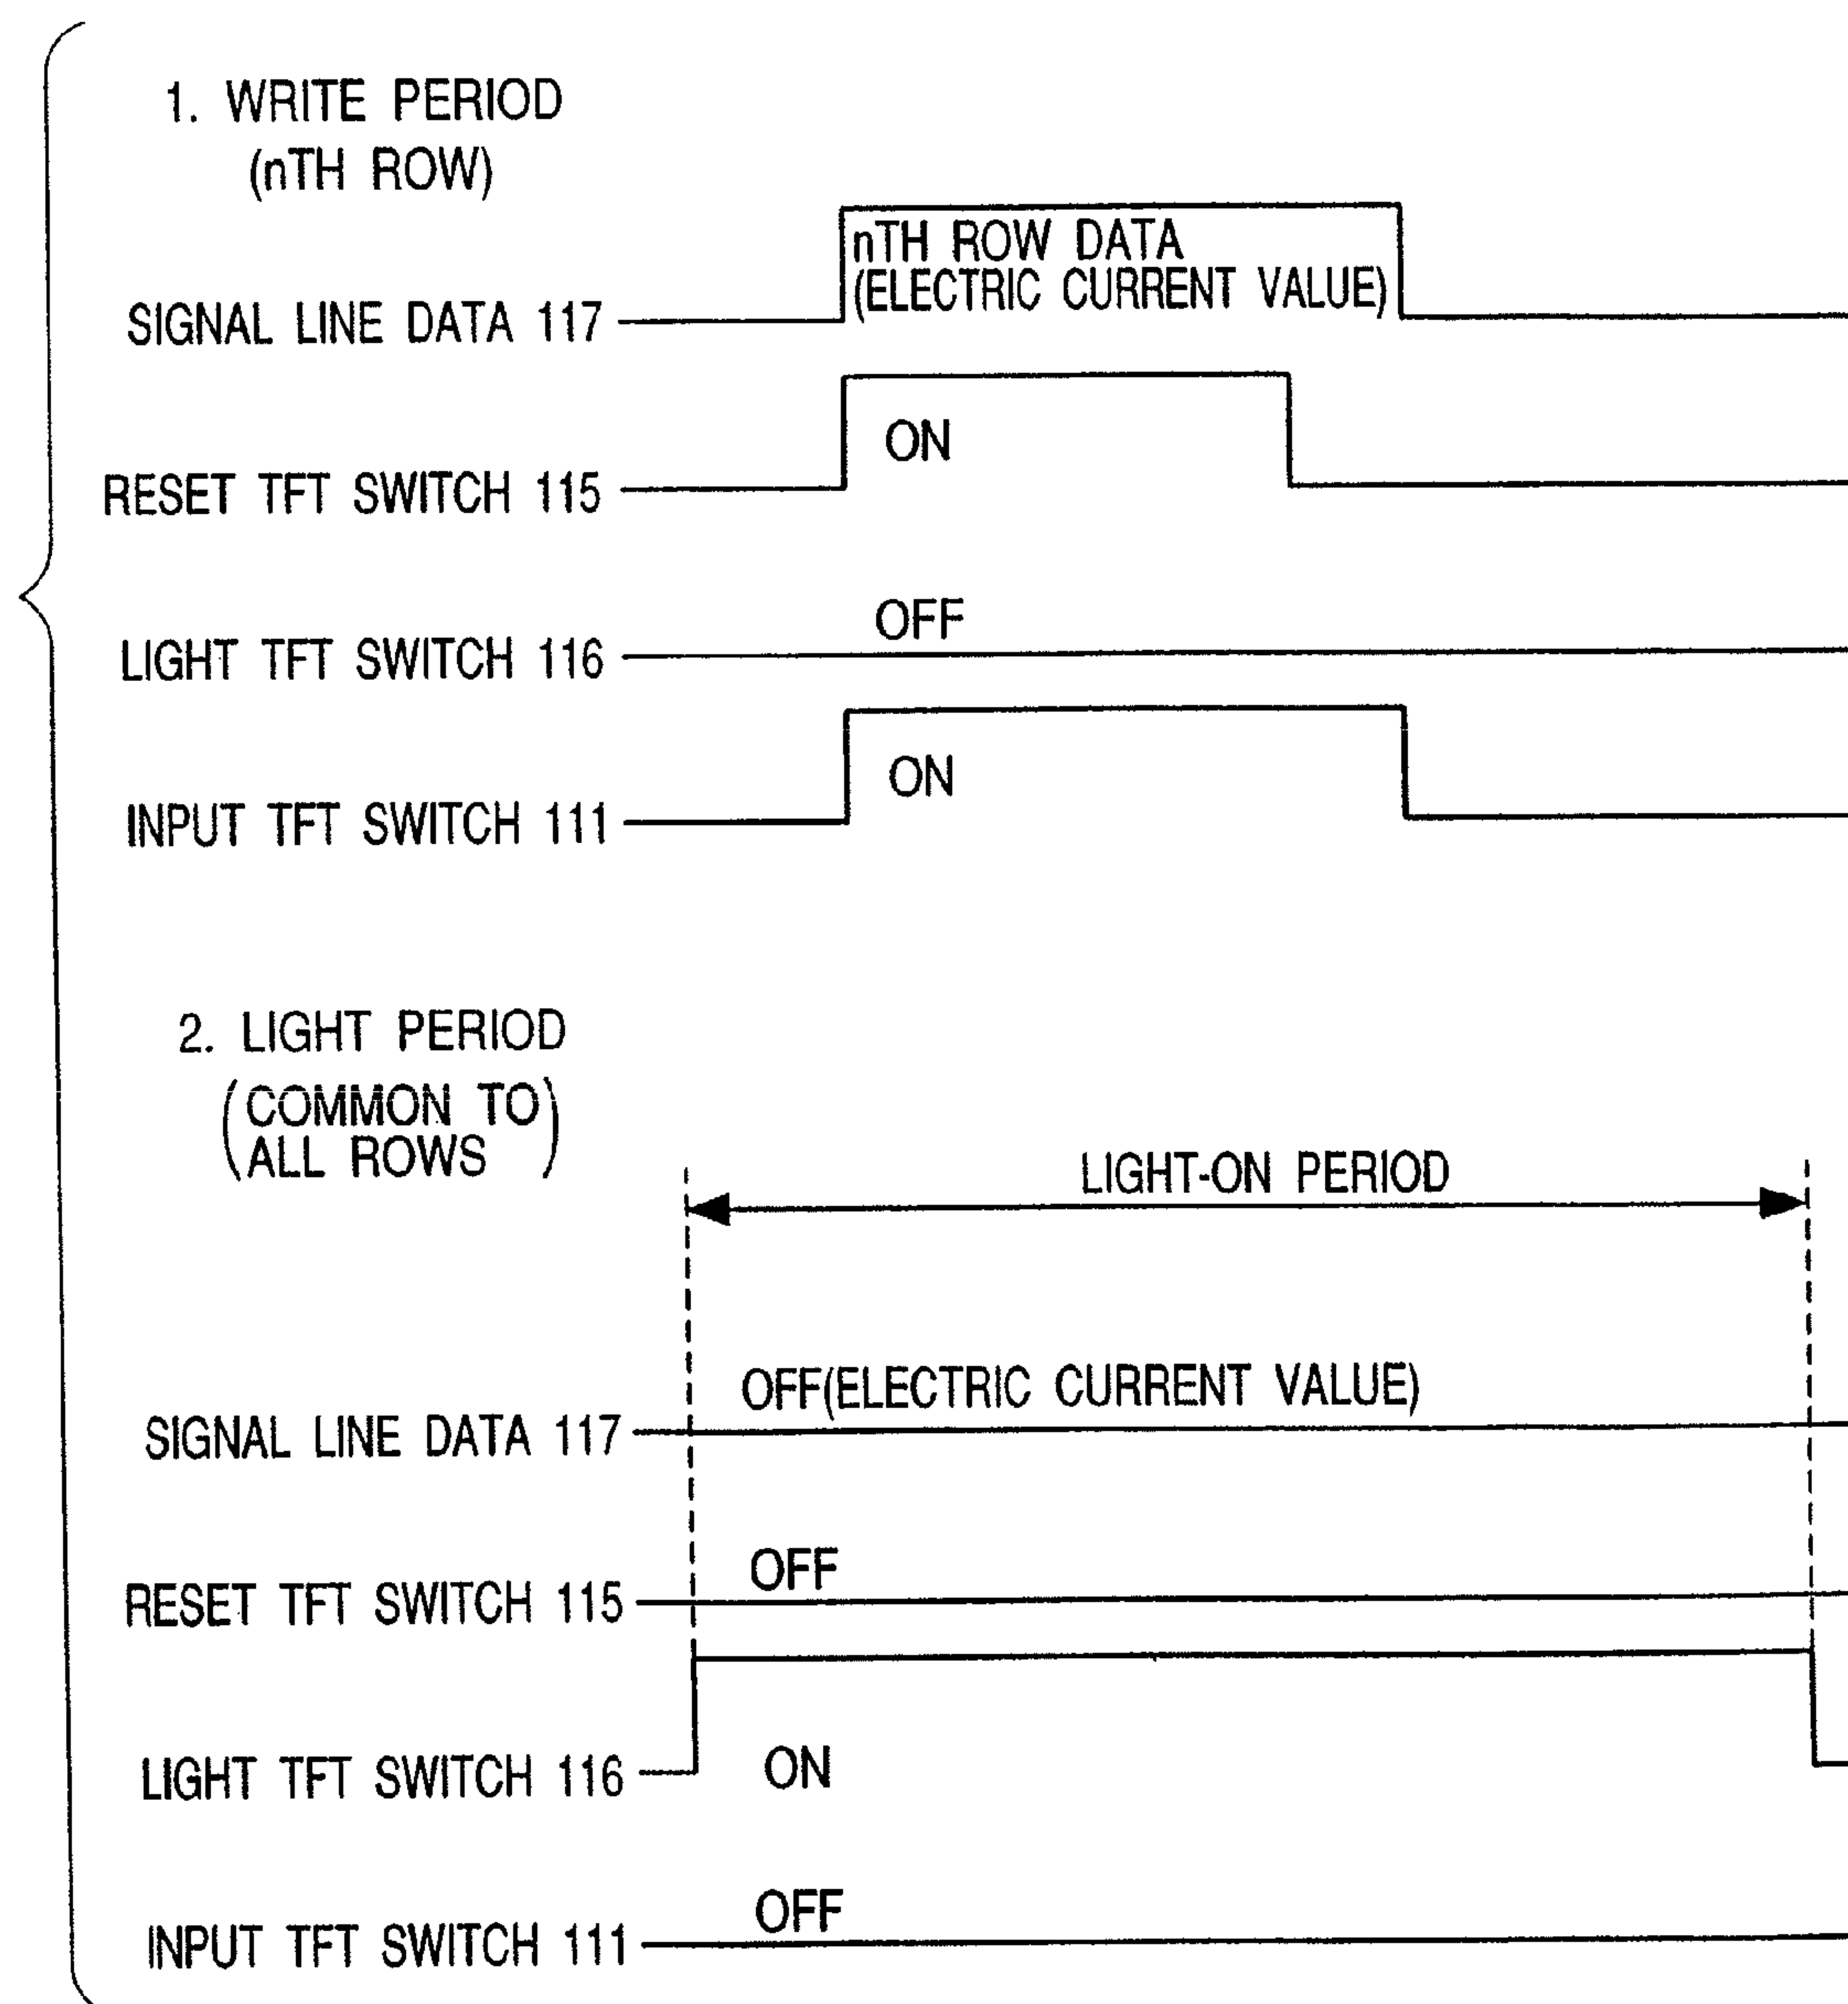 1. WRITE PERIOD
(nTH ROW)
nTH ROW DATA
(ELECTRIC CURRENT VALUE)
SIGNAL LINE DATA 117
ON
RESET TFT SWITCH 115
OFF
LIGHT TFT SWITCH 116
ON
INPUT TFT SWITCH 111
2. LIGHT PERIOD
(COMMON TO
ALL ROWS)
LIGHT-ON PERIOD
OFF(ELECTRIC CURRENT VALUE)
SIGNAL LINE DATA 117
OFF
RESET TFT SWITCH 115
LIGHT TFT SWITCH 116
ON
OFF
INPUT TFT SWITCH 111